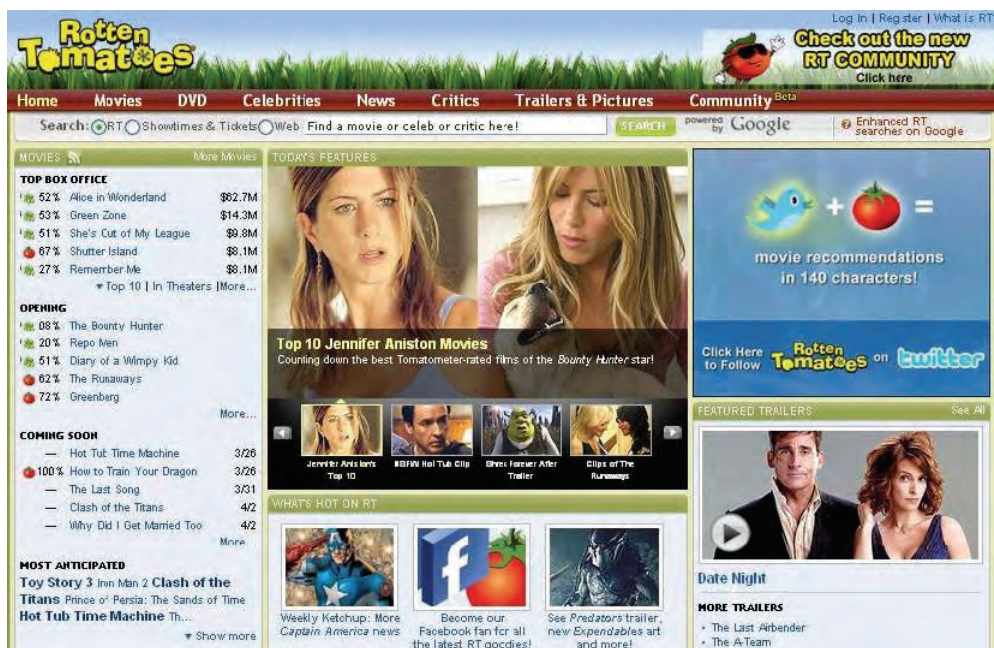 Log In | Register | What is RT
Rotten
Tomatoes
Check out the new
RT COMMUNITY
Click here
Home Movies DVD Celebrities News Critics Trailers & Pictures Community Beta
Search: RT Showtimes & Tickets Web Find a movie or celeb or critic here! SEARCH powered by Google Enhanced RT
searches on Google
MOVIES More Movies
TOP BOX OFFICE
52% Alice in Wonderland $62.7M
53% Green Zone $14.3M
51% She's Out of My League $9.8M
67% Shutter Island $8.1M
27% Remember Me $8.1M
Top 10 | In Theaters |More...
OPENING
08% The Bounty Hunter
20% Repo Men
51% Diary of a Wimpy Kid
62% The Runaways
72% Greenberg
More...
COMING SOON
— Hot Tub Time Machine 3/26
100% How to Train Your Dragon 3/26
— The Last Song 3/31
— Clash of the Titans 4/2
— Why Did I Get Married Too 4/2
More
MOST ANTICIPATED
Toy Story 3 Iron Man 2 Clash of the
Titans Prince of Persia: The Sands of Time
Hot Tub Time Machine Th...
Show more
TODAY'S FEATURES
Top 10 Jennifer Aniston Movies
Counting down the best Tomatometer-rated films of the Bounty Hunter star!
Jennifer Aniston's
Top 10
NSFW Hot Tub Clip
Shrek Forever After
Trailer
Clips of The
Runaways
WHAT'S HOT ON RT
Weekly Ketchup: More
Captain America news
Become our
Facebook fan for all
the latest RT goodies!
See Predators trailer,
new Expendables art
and more!
+ =
movie recommendations
in 140 characters!
Click Here
to Follow Rotten
Tomatoes on twitter
FEATURED TRAILERS See All
Date Night
MORE TRAILERS
The Last Airbender
The A-Team